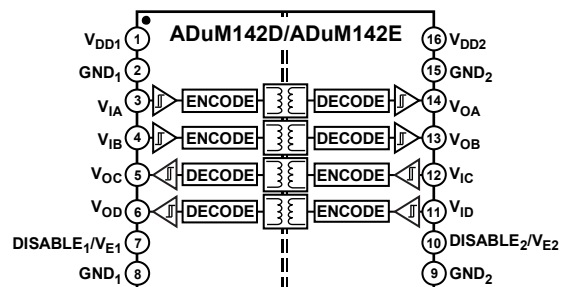 ADuM142D/ADuM142E
VDD1 1 16 VDD2
GND1 2 15 GND2
VIA 3 ENCODE DECODE 14 VOA
VIB 4 ENCODE DECODE 13 VOB
VOC 5 DECODE ENCODE 12 VIC
VOD 6 DECODE ENCODE 11 VID
DISABLE1/VE1 7 10 DISABLE2/VE2
GND1 8 9 GND2